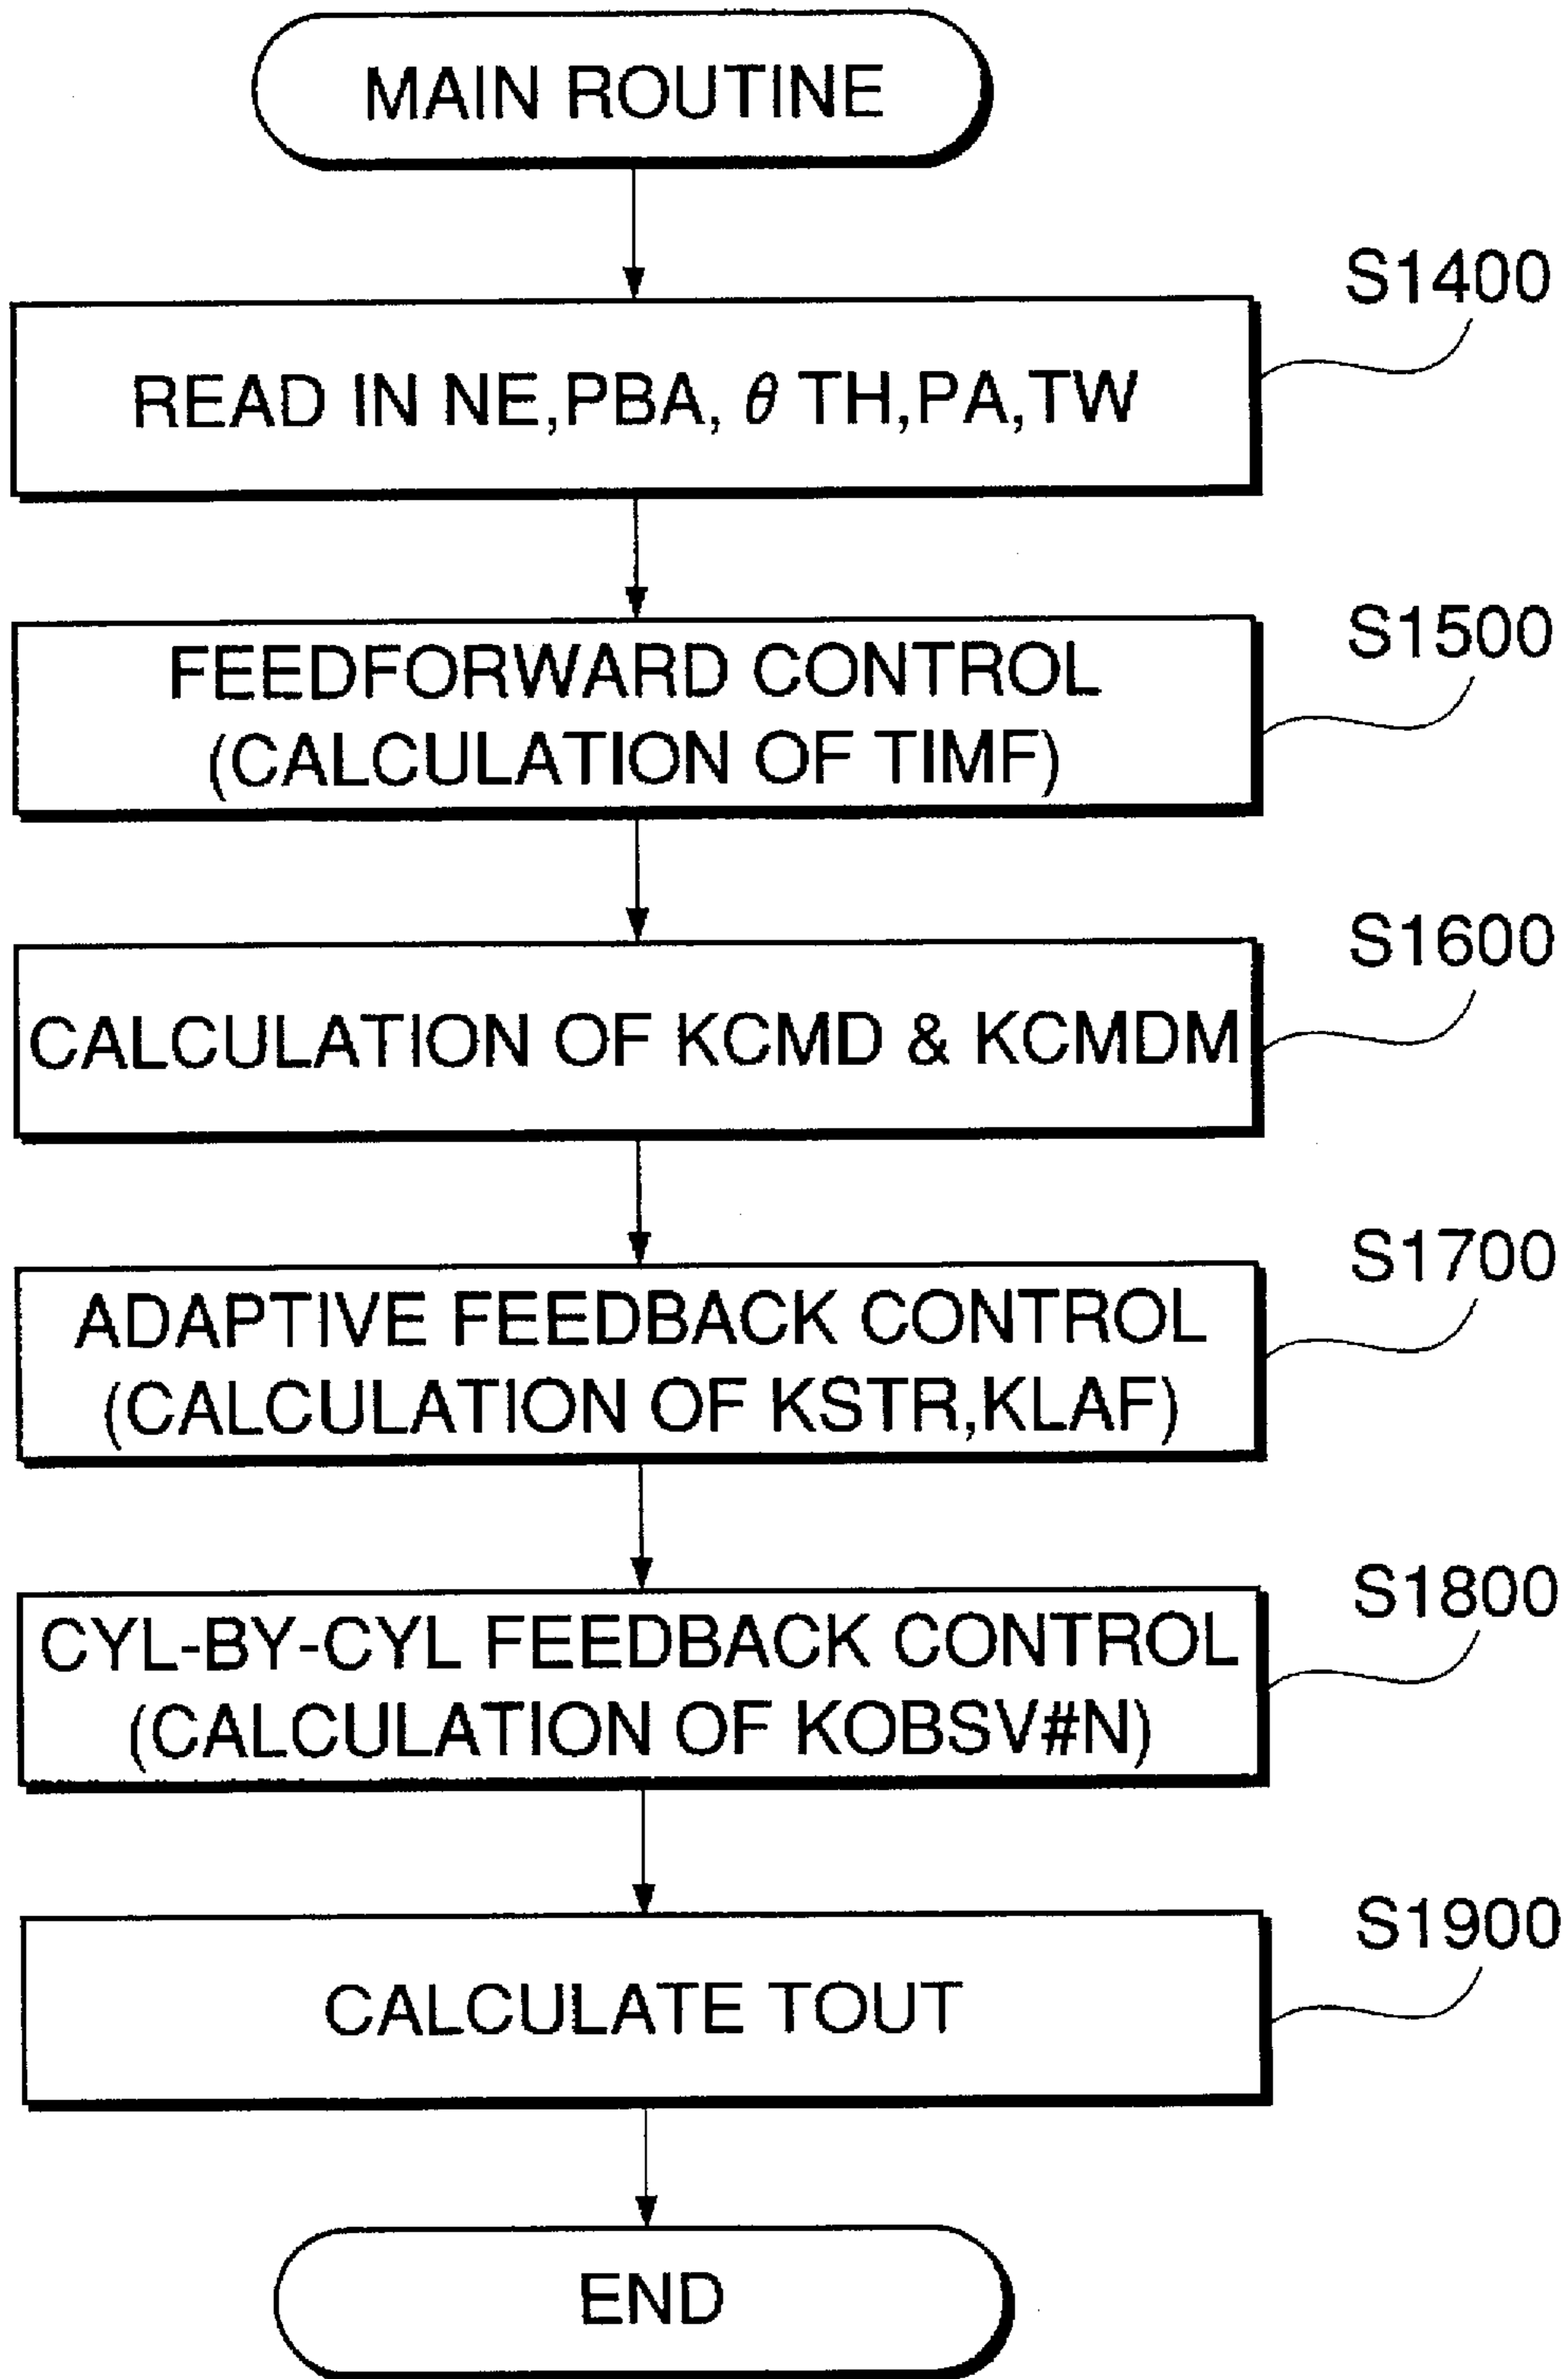 MAIN ROUTINE
S1400
READ IN NE,PBA, θ TH,PA,TW
S1500
FEEDFORWARD CONTROL
(CALCULATION OF TIMF)
S1600
CALCULATION OF KCMD & KCMDM
S1700
ADAPTIVE FEEDBACK CONTROL
(CALCULATION OF KSTR,KLAF)
S1800
CYL-BY-CYL FEEDBACK CONTROL
(CALCULATION OF KOBSV#N)
S1900
CALCULATE TOUT
END